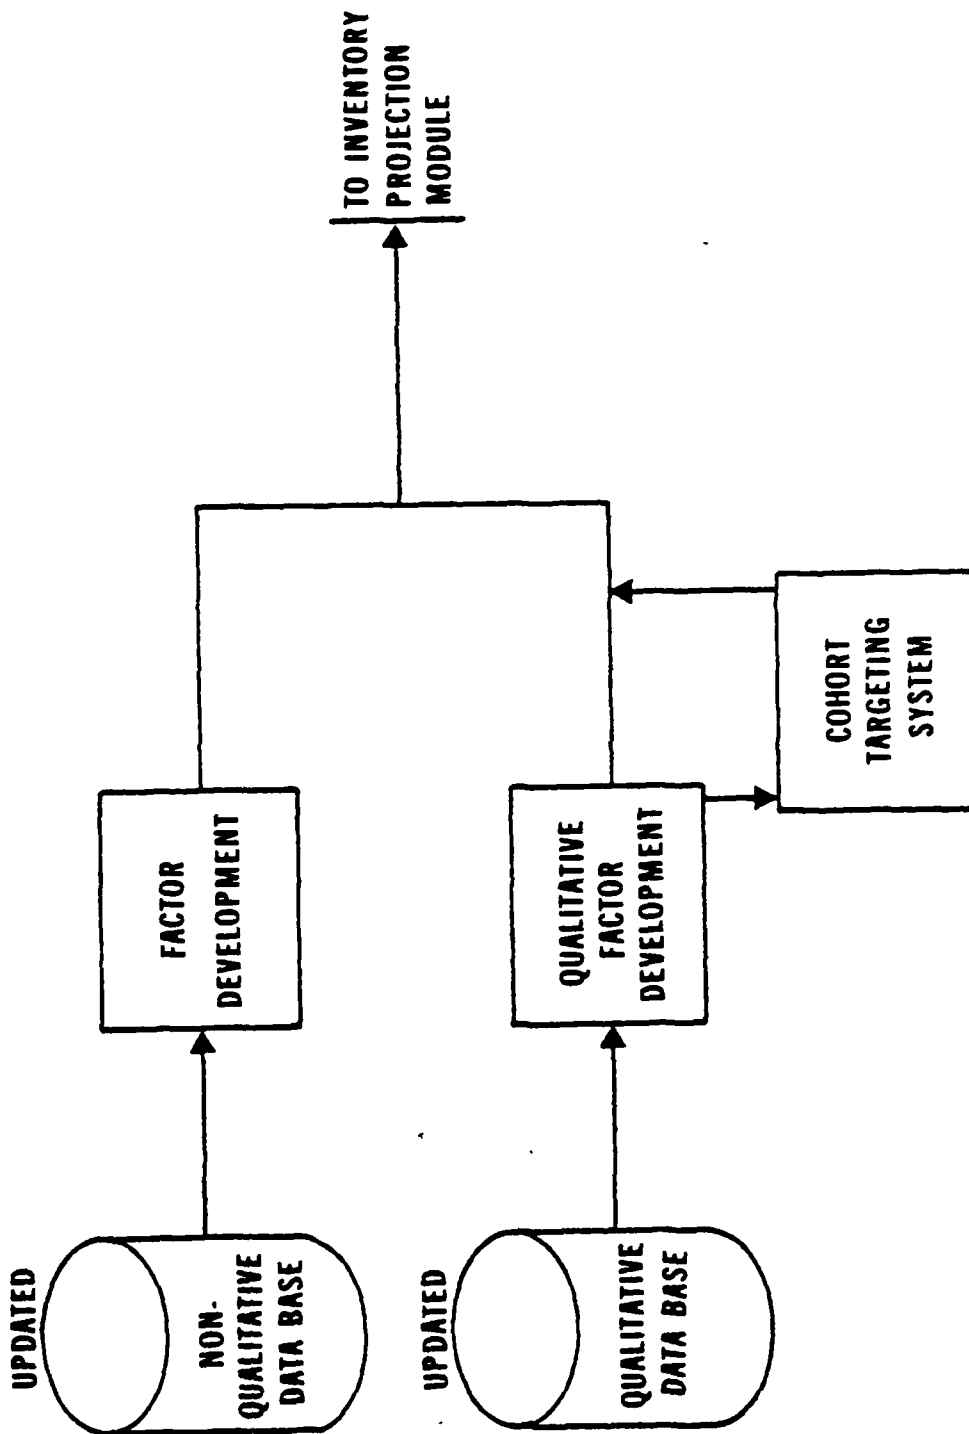 UPDATED
NON-
QUALITATIVE
DATA BASE
FACTOR
DEVELOPMENT
UPDATED
QUALITATIVE
DATA BASE
QUALITATIVE
FACTOR
DEVELOPMENT
COHORT
TARGETING
SYSTEM
TO INVENTORY
PROJECTION
MODULE